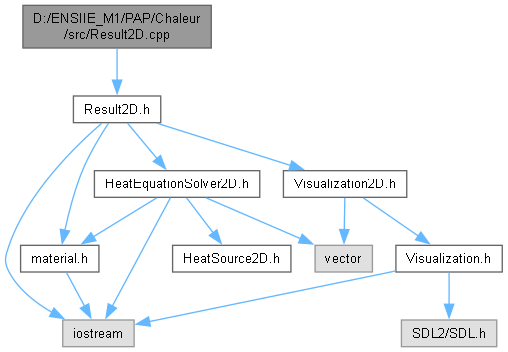 D:/ENSIIE_M1/PAP/Chaleur
/src/Result2D.cpp
Result2D.h
HeatEquationSolver2D.h
Visualization2D.h
material.h
HeatSource2D.h
vector
Visualization.h
iostream
SDL2/SDL.h